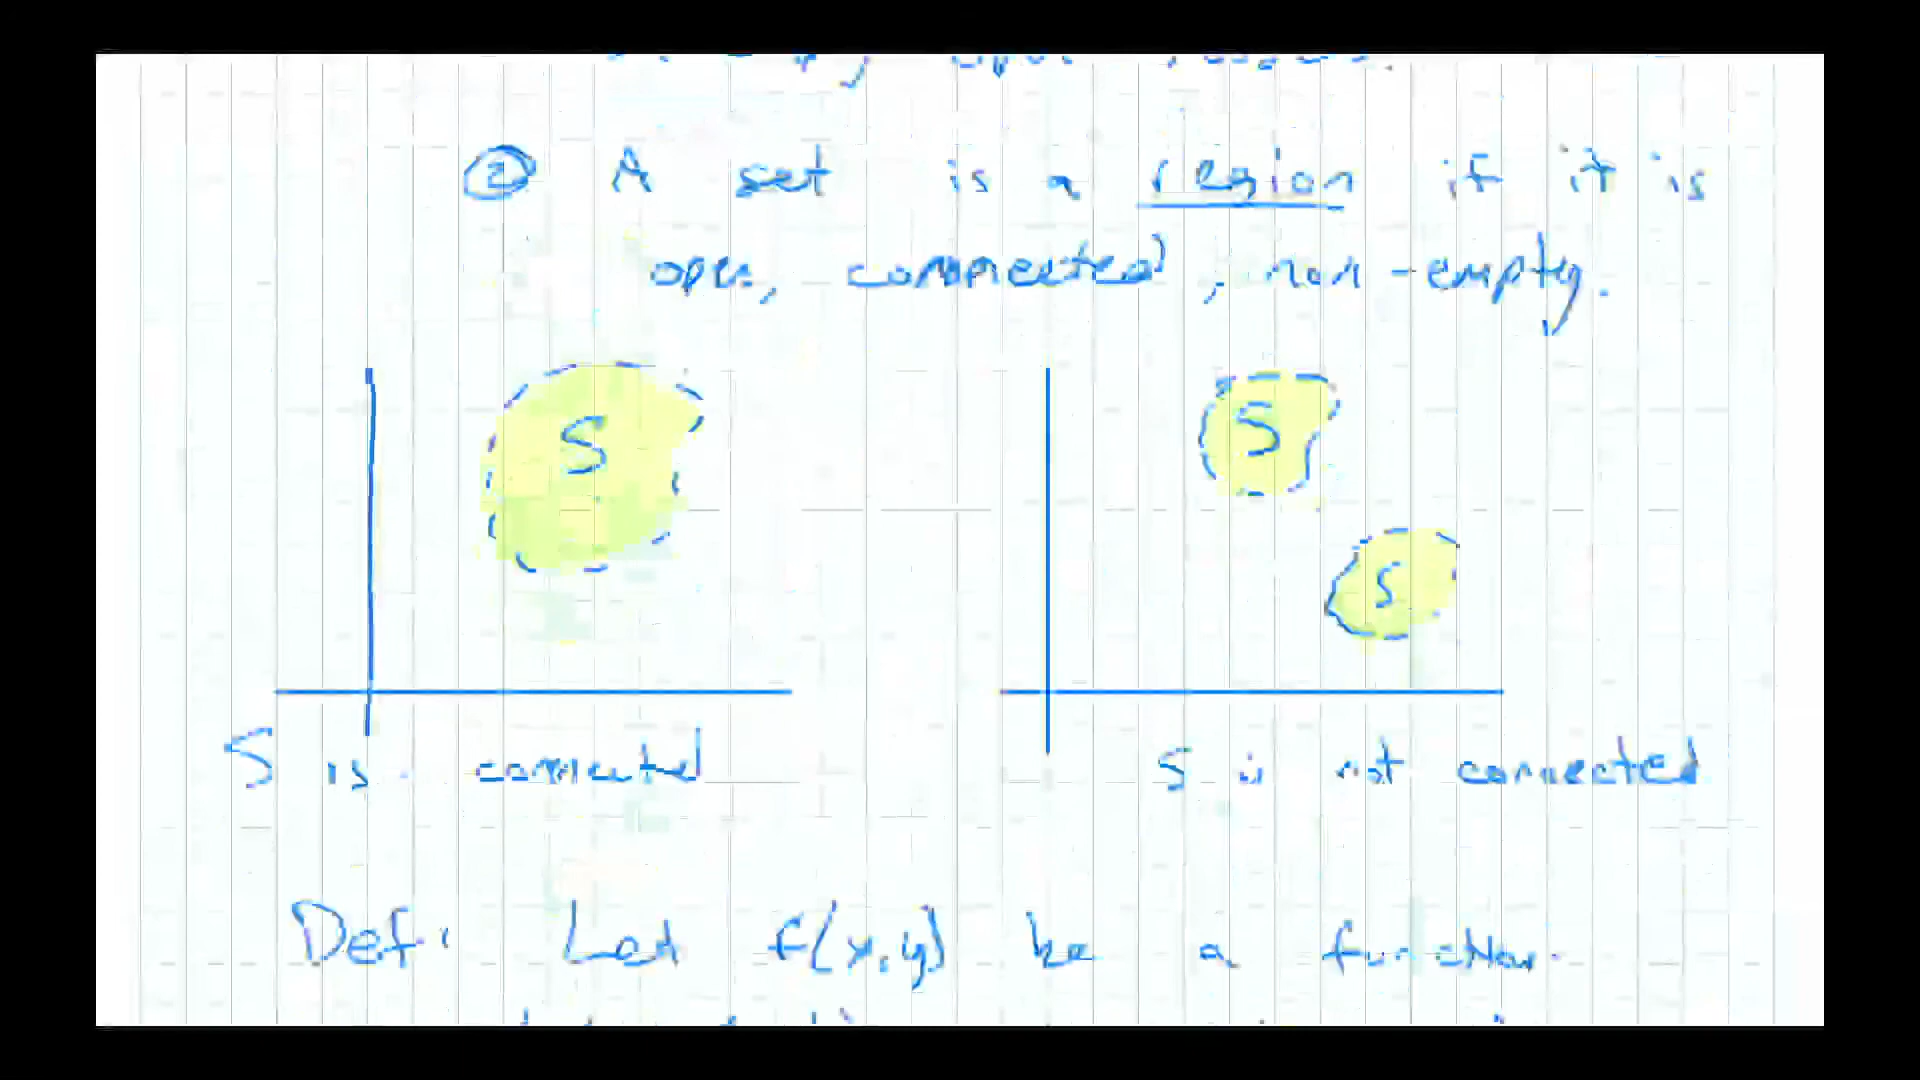 ② A set is a region if it is
open, connected, non-empty.
S
S
S
S is connected
S is not connected
Def: Let f(x,y) be a function